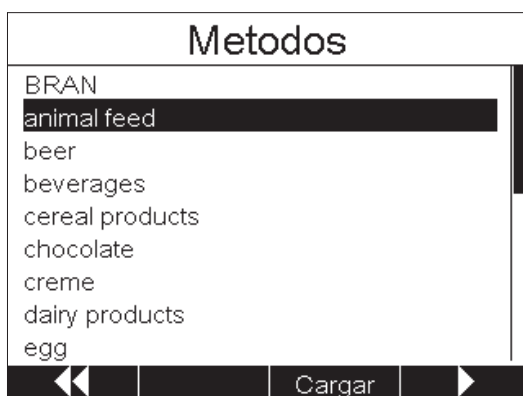 Metodos
BRAN
animal feed
beer
beverages
cereal products
chocolate
creme
dairy products
egg
Cargar